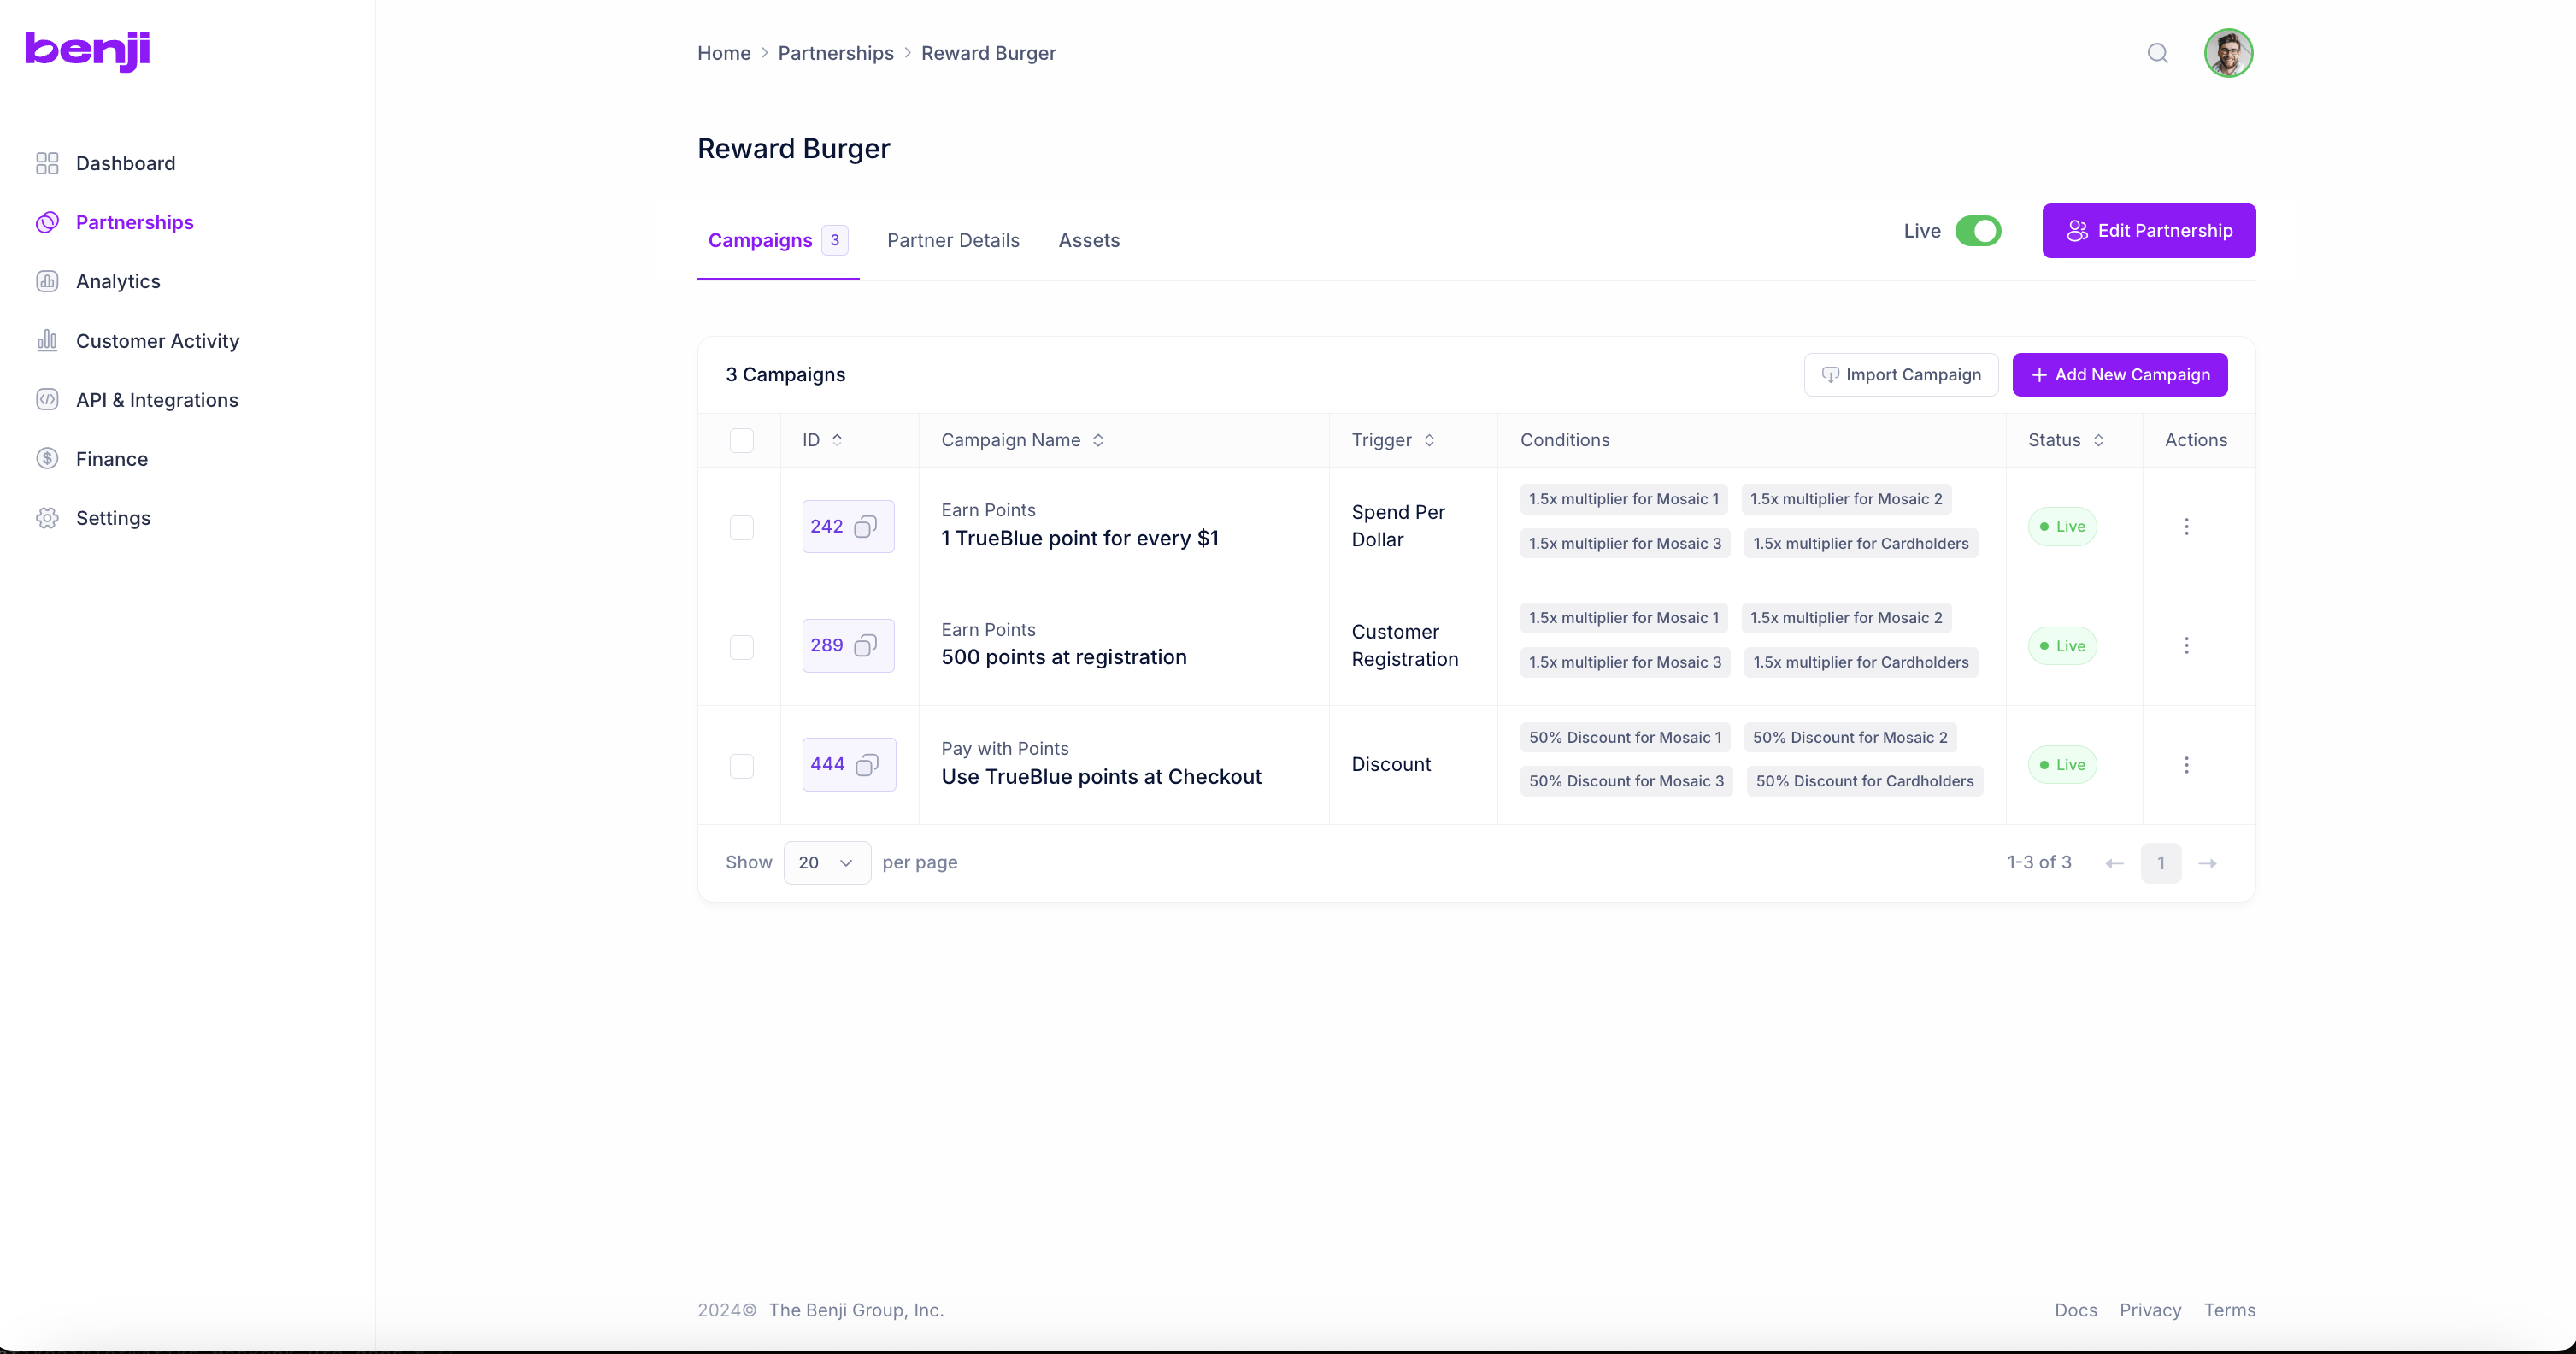 benji
Home > Partnerships > Reward Burger
Dashboard
Partnerships
Analytics
Customer Activity
API & Integrations
Finance
Settings
Reward Burger
Campaigns 3 Partner Details Assets
Live
Edit Partnership
3 Campaigns
Import Campaign
+ Add New Campaign
ID Campaign Name Trigger Conditions Status Actions
242
Earn Points
1 TrueBlue point for every $1
Spend Per
Dollar
1.5x multiplier for Mosaic 1 1.5x multiplier for Mosaic 2
1.5x multiplier for Mosaic 3 1.5x multiplier for Cardholders
Live
289
Earn Points
500 points at registration
Customer
Registration
1.5x multiplier for Mosaic 1 1.5x multiplier for Mosaic 2
1.5x multiplier for Mosaic 3 1.5x multiplier for Cardholders
Live
444
Pay with Points
Use TrueBlue points at Checkout
Discount
50% Discount for Mosaic 1 50% Discount for Mosaic 2
50% Discount for Mosaic 3 50% Discount for Cardholders
Live
Show 20 per page
1-3 of 3 ← 1 →
2024© The Benji Group, Inc.
Docs Privacy Terms